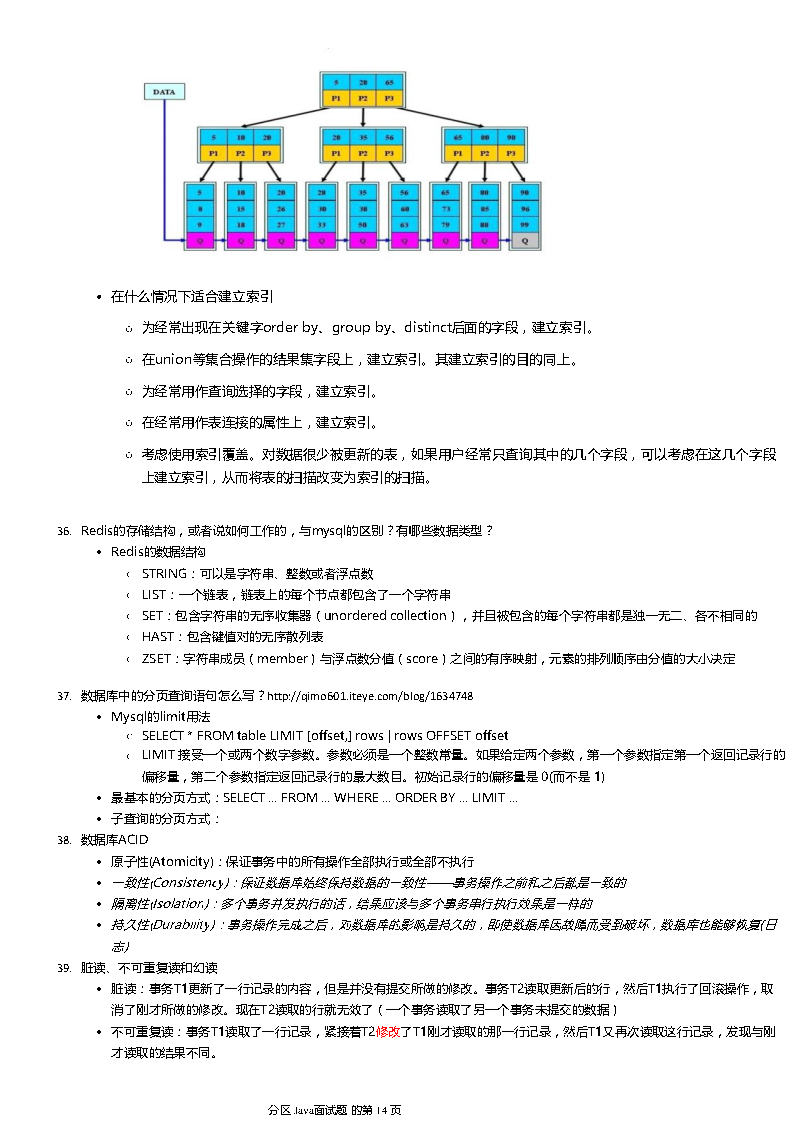 5 28 65
DATA
P1 P2 P3
5 10 20 28 35 56 65 80 90
P1 P2 P3 P1 P2 P3 P1 P2 P3
5 10 20 28 35 56 65 80 90
8 15 26 30 38 60 73 85 96
9 18 27 33 50 63 79 88 99
Q Q Q Q Q Q Q Q Q
• 在什么情况下适合建立索引
○ 为经常出现在关键字order by、group by、distinct后面的字段，建立索引。
○ 在union等集合操作的结果集字段上，建立索引。其建立索引的目的同上。
○ 为经常用作查询选择的字段，建立索引。
○ 在经常用作表连接的属性上，建立索引。
○ 考虑使用索引覆盖。对数据很少被更新的表，如果用户经常只查询其中的几个字段，可以考虑在这几个字段
上建立索引，从而将表的扫描改变为索引的扫描。
36. Redis的存储结构，或者说如何工作的，与mysql的区别？有哪些数据类型？
• Redis的数据结构
○ STRING：可以是字符串、整数或者浮点数
○ LIST：一个链表，链表上的每个节点都包含了一个字符串
○ SET：包含字符串的无序收集器（unordered collection），并且被包含的每个字符串都是独一无二、各不相同的
○ HAST：包含键值对的无序散列表
○ ZSET：字符串成员（member）与浮点数分值（score）之间的有序映射，元素的排列顺序由分值的大小决定
37. 数据库中的分页查询语句怎么写？http://qimo601.iteye.com/blog/1634748
• Mysql的limit用法
○ SELECT * FROM table LIMIT [offset,] rows | rows OFFSET offset
○ LIMIT 接受一个或两个数字参数。参数必须是一个整数常量。如果给定两个参数，第一个参数指定第一个返回记录行的
偏移量，第二个参数指定返回记录行的最大数目。初始记录行的偏移量是 0(而不是 1)
• 最基本的分页方式：SELECT ... FROM ... WHERE ... ORDER BY ... LIMIT ...
• 子查询的分页方式：
38. 数据库ACID
• 原子性(Atomicity)：保证事务中的所有操作全部执行或全部不执行
• 一致性(Consistency)：保证数据库始终保持数据的一致性——事务操作之前和之后都是一致的
• 隔离性(Isolation)：多个事务并发执行的话，结果应该与多个事务串行执行效果是一样的
• 持久性(Durability)：事务操作完成之后，对数据库的影响是持久的，即使数据库因故障而受到破坏，数据库也能够恢复(日
志)
39. 脏读、不可重复读和幻读
• 脏读：事务T1更新了一行记录的内容，但是并没有提交所做的修改。事务T2读取更新后的行，然后T1执行了回滚操作，取
消了刚才所做的修改。现在T2读取的行就无效了（一个事务读取了另一个事务未提交的数据）
• 不可重复读：事务T1读取了一行记录，紧接着T2修改了T1刚才读取的那一行记录，然后T1又再次读取这行记录，发现与刚
才读取的结果不同。
分区 Java面试题 的第 14 页